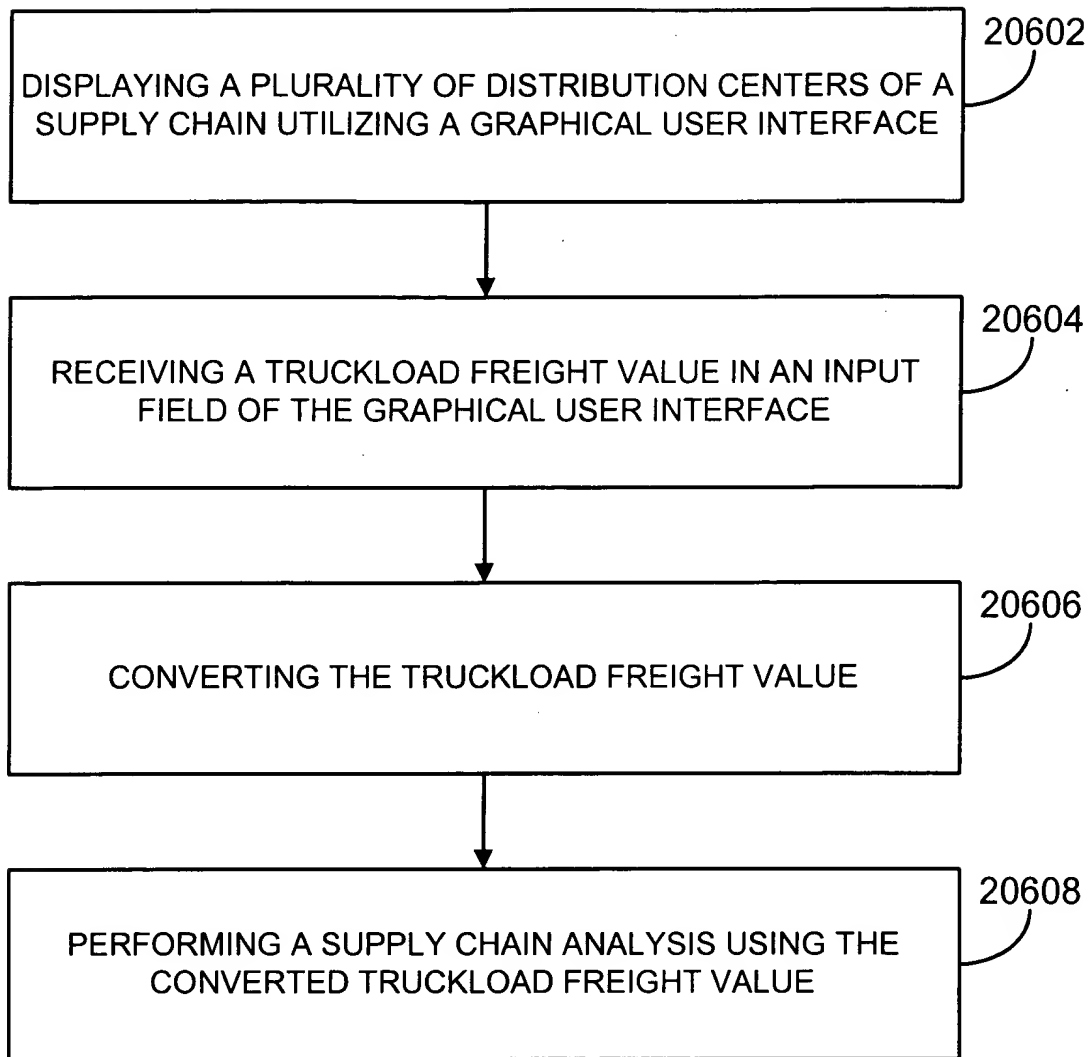 20602
DISPLAYING A PLURALITY OF DISTRIBUTION CENTERS OF A
SUPPLY CHAIN UTILIZING A GRAPHICAL USER INTERFACE
20604
RECEIVING A TRUCKLOAD FREIGHT VALUE IN AN INPUT
FIELD OF THE GRAPHICAL USER INTERFACE
20606
CONVERTING THE TRUCKLOAD FREIGHT VALUE
20608
PERFORMING A SUPPLY CHAIN ANALYSIS USING THE
CONVERTED TRUCKLOAD FREIGHT VALUE